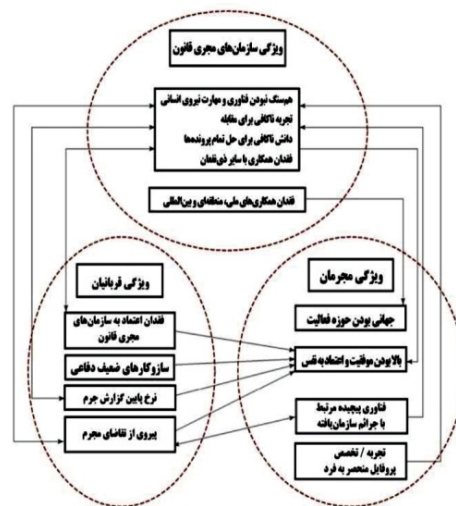 ویژگی سازمان‌های مجری قانون
هم‌سنگ نبودن فناوری و مهارت نیروی انسانی
تجربه ناکافی برای مقابله
دانش ناکافی برای حل تمام پرونده‌ها
فقدان همکاری با سایر ذی‌نفعان
فقدان همکاری‌های ملی، منطقه‌ای و بین‌المللی
ویژگی مجرمان
جهانی بودن حوزه فعالیت
بالا بودن موفقیت و اعتماد به نفس
فناوری پیچیده مرتبط
با جرائم سازمان‌یافته
تجربه / تخصص
پروفایل منحصر به فرد
ویژگی قربانیان
فقدان اعتماد به سازمان‌های
مجری قانون
سازوکارهای ضعیف دفاعی
نرخ پایین گزارش جرم
پیروی از تقاضای مجرم